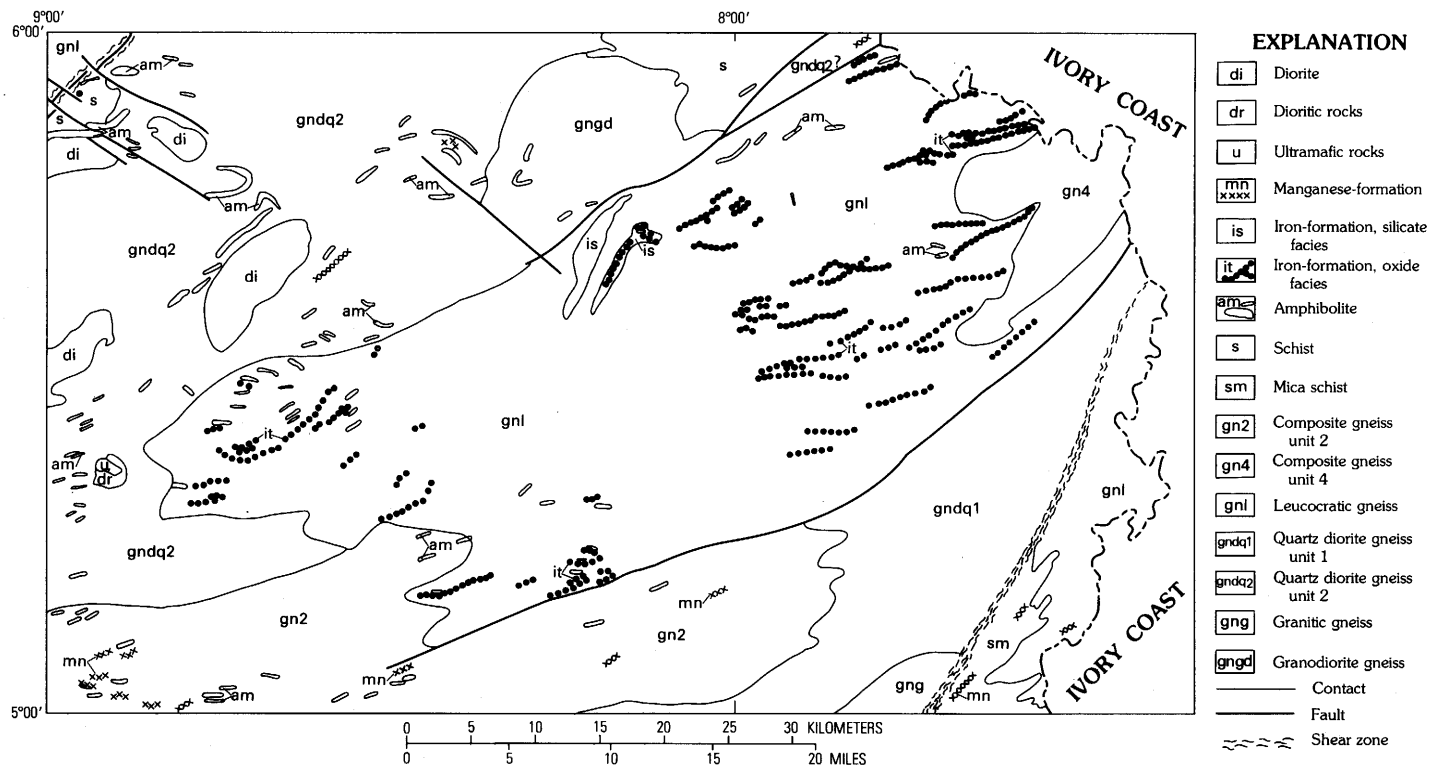 9°00'
8°00'
6°00'
gnl
am
s
s
am
di
di
gndq2
am
am
gndq2
di
am
di
gngd
s
gndq2?
am
it
IVORY COAST
gnl
gn4
is
is
am
it
it
gnl
am
u
dr
gndq2
am
it
gn2
mn
am
mn
gn2
mn
gndq1
gnl
sm
gng
mn
IVORY COAST
5°00'
0 5 10 15 20 25 30 KILOMETERS
0 5 10 15 20 MILES
EXPLANATION
di Diorite
dr Dioritic rocks
u Ultramafic rocks
mn
xxxx Manganese-formation
is Iron-formation, silicate
facies
it Iron-formation, oxide
facies
am Amphibolite
s Schist
sm Mica schist
gn2 Composite gneiss
unit 2
gn4 Composite gneiss
unit 4
gnl Leucocratic gneiss
gndq1 Quartz diorite gneiss
unit 1
gndq2 Quartz diorite gneiss
unit 2
gng Granitic gneiss
gngd Granodiorite gneiss
Contact
Fault
Shear zone